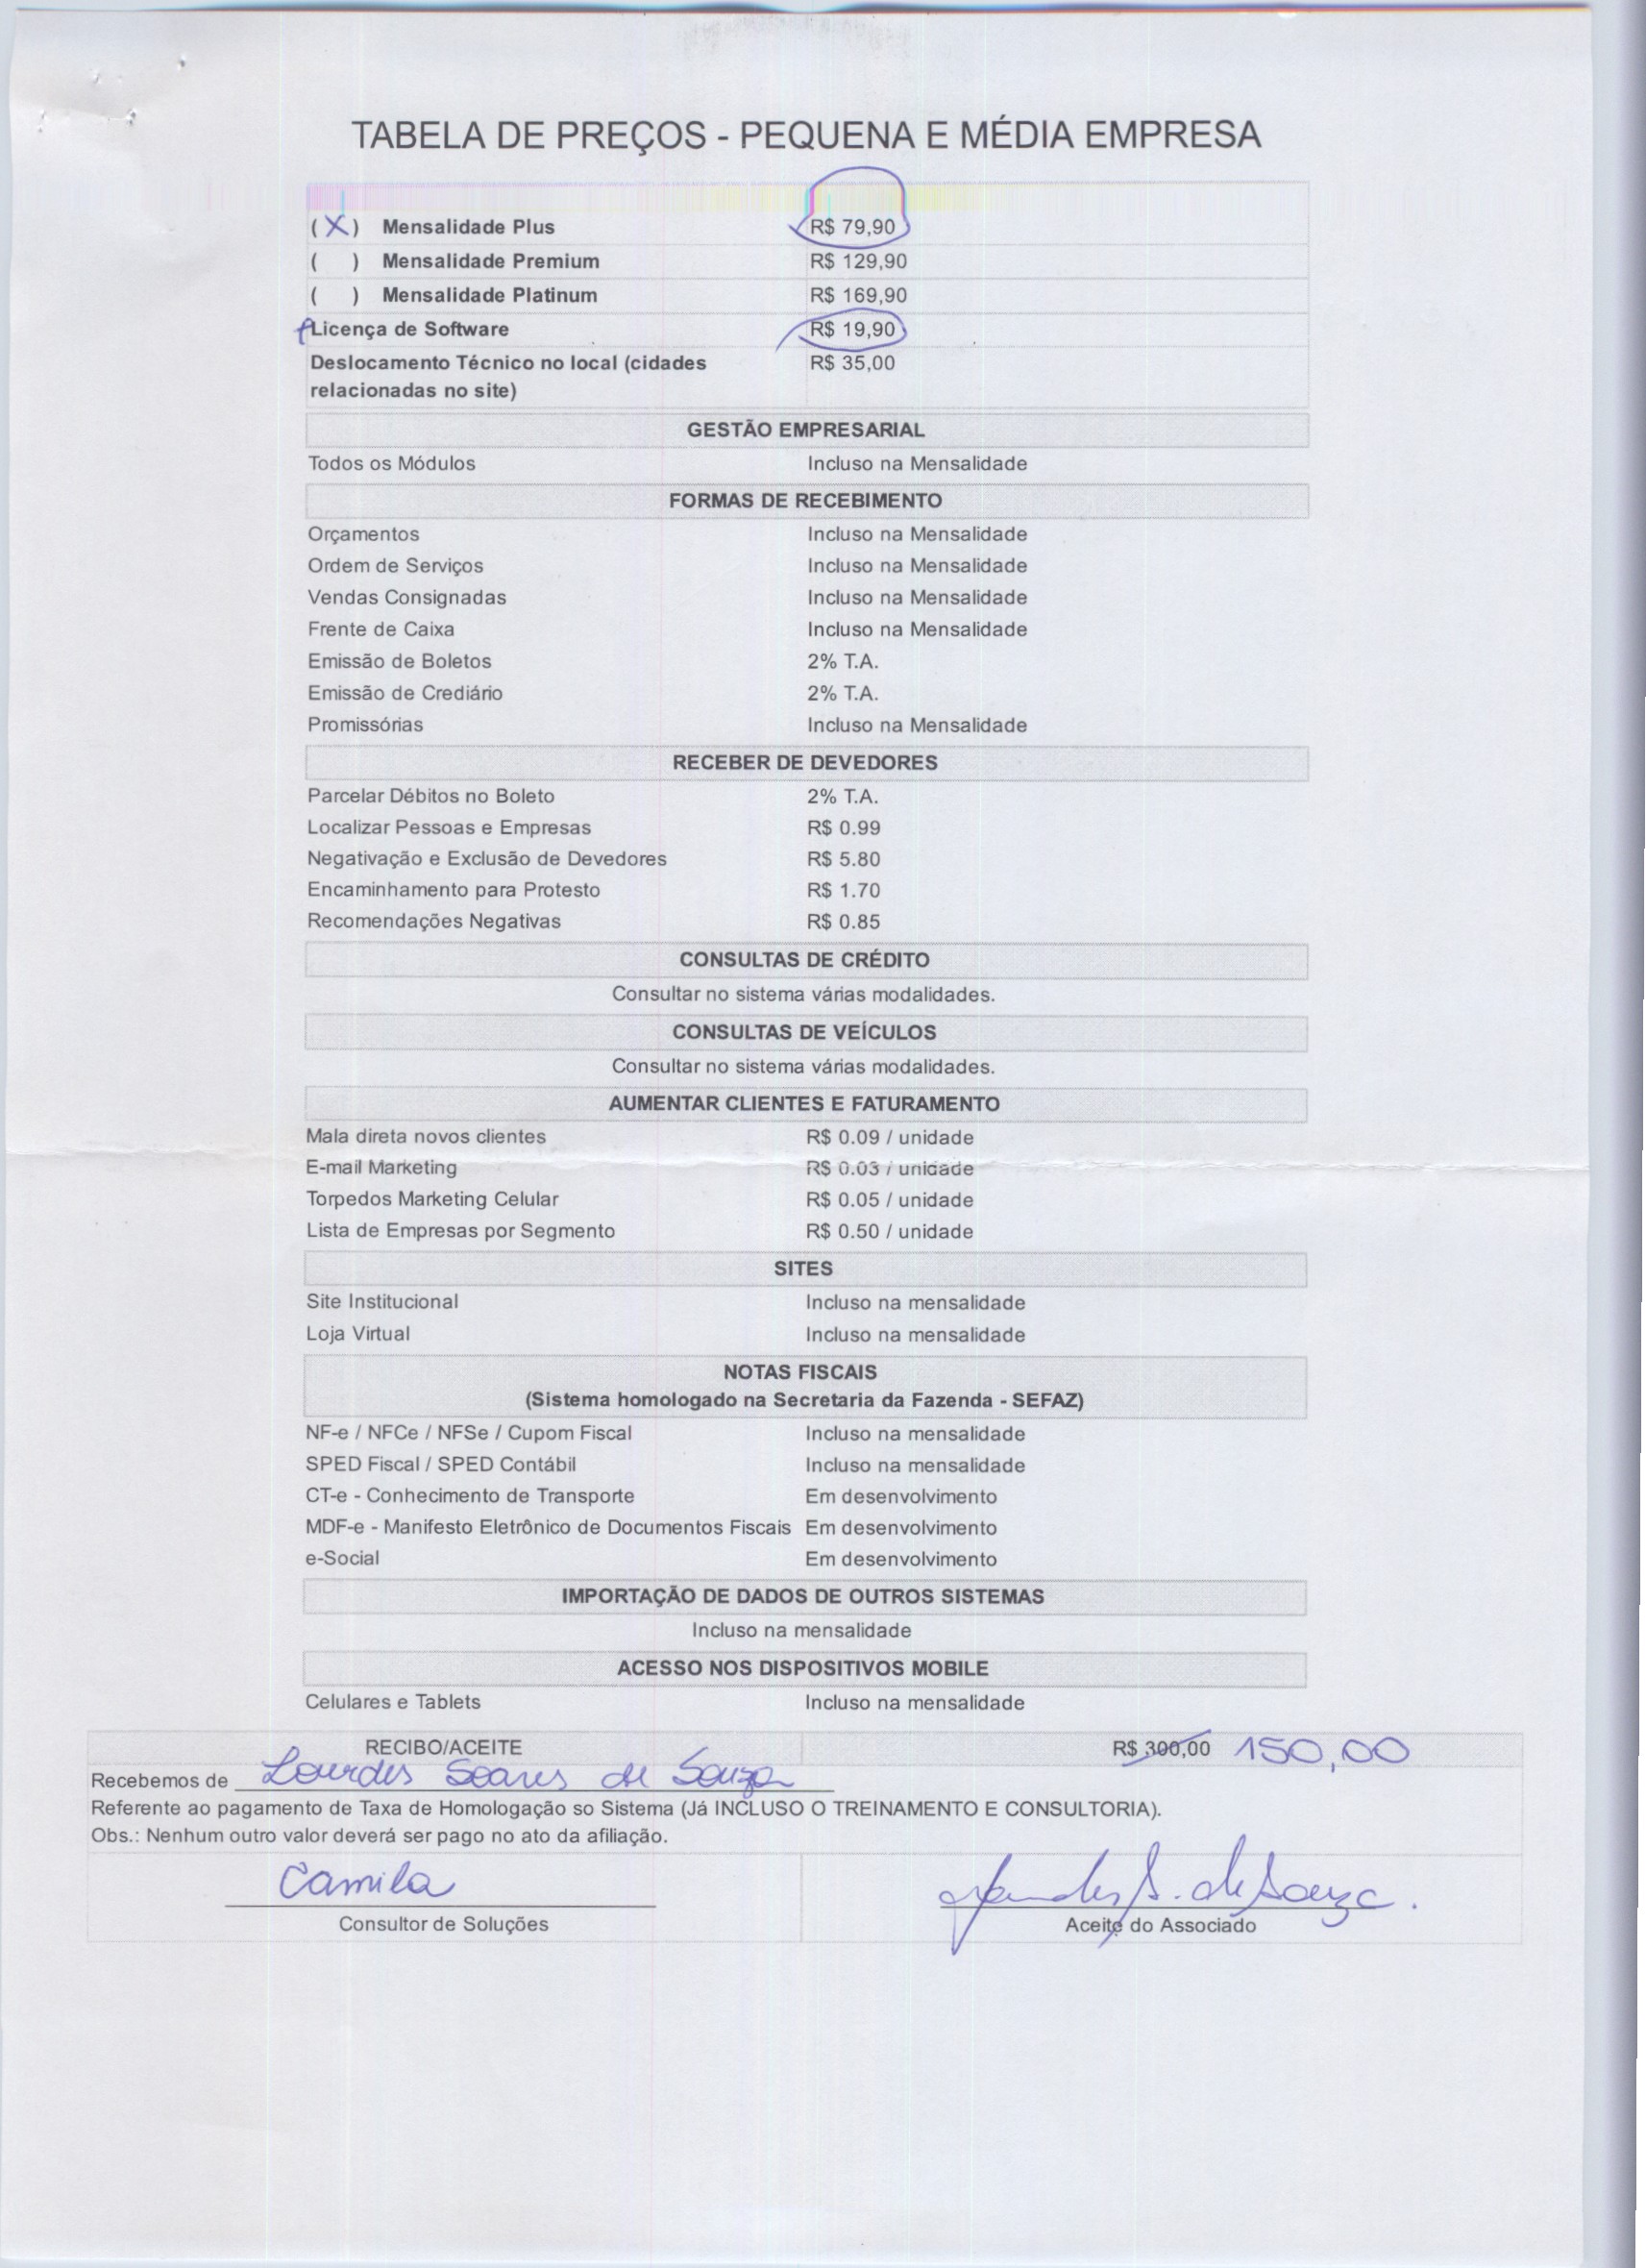 TABELA DE PREÇOS - PEQUENA E MÉDIA EMPRESA
(X) Mensalidade Plus R$ 79,90
( ) Mensalidade Premium R$ 129,90
( ) Mensalidade Platinum R$ 169,90
Licença de Software R$ 19,90
Deslocamento Técnico no local (cidades R$ 35,00
relacionadas no site)
GESTÃO EMPRESARIAL
Todos os Módulos Incluso na Mensalidade
FORMAS DE RECEBIMENTO
Orçamentos Incluso na Mensalidade
Ordem de Serviços Incluso na Mensalidade
Vendas Consignadas Incluso na Mensalidade
Frente de Caixa Incluso na Mensalidade
Emissão de Boletos 2% T.A.
Emissão de Crediário 2% T.A.
Promissórias Incluso na Mensalidade
RECEBER DE DEVEDORES
Parcelar Débitos no Boleto 2% T.A.
Localizar Pessoas e Empresas R$ 0.99
Negativação e Exclusão de Devedores R$ 5.80
Encaminhamento para Protesto R$ 1.70
Recomendações Negativas R$ 0.85
CONSULTAS DE CRÉDITO
Consultar no sistema várias modalidades.
CONSULTAS DE VEÍCULOS
Consultar no sistema várias modalidades.
AUMENTAR CLIENTES E FATURAMENTO
Mala direta novos clientes R$ 0.09 / unidade
E-mail Marketing R$ 0.03 / unidade
Torpedos Marketing Celular R$ 0.05 / unidade
Lista de Empresas por Segmento R$ 0.50 / unidade
SITES
Site Institucional Incluso na mensalidade
Loja Virtual Incluso na mensalidade
NOTAS FISCAIS
(Sistema homologado na Secretaria da Fazenda - SEFAZ)
NF-e / NFCe / NFSe / Cupom Fiscal Incluso na mensalidade
SPED Fiscal / SPED Contábil Incluso na mensalidade
CT-e - Conhecimento de Transporte Em desenvolvimento
MDF-e - Manifesto Eletrônico de Documentos Fiscais Em desenvolvimento
e-Social Em desenvolvimento
IMPORTAÇÃO DE DADOS DE OUTROS SISTEMAS
Incluso na mensalidade
ACESSO NOS DISPOSITIVOS MOBILE
Celulares e Tablets Incluso na mensalidade
RECIBO/ACEITE R$ 300,00 150,00
Recebemos de Lourdes Soares de Souza
Referente ao pagamento de Taxa de Homologação so Sistema (Já INCLUSO O TREINAMENTO E CONSULTORIA).
Obs.: Nenhum outro valor deverá ser pago no ato da afiliação.
Camila S. de Souza.
Consultor de Soluções Aceite do Associado